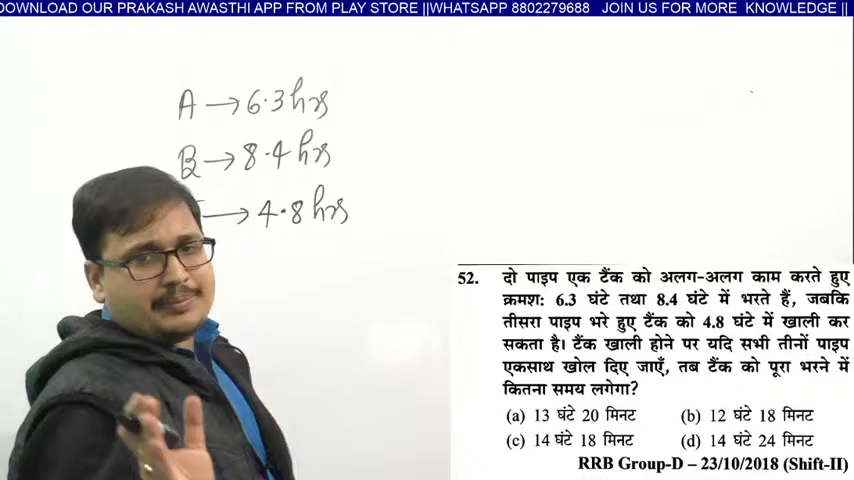 DOWNLOAD OUR PRAKASH AWASTHI APP FROM PLAY STORE ||WHATSAPP 8802279688 JOIN US FOR MORE KNOWLEDGE ||
A → 6.3 hrs
B → 8.4 hrs
→ 4.8 hrs
52. दो पाइप एक टैंक को अलग-अलग काम करते हुए
क्रमश: 6.3 घंटे तथा 8.4 घंटे में भरते हैं, जबकि
तीसरा पाइप भरे हुए टैंक को 4.8 घंटे में खाली कर
सकता है। टैंक खाली होने पर यदि सभी तीनों पाइप
एकसाथ खोल दिए जाएँ, तब टैंक को पूरा भरने में
कितना समय लगेगा?
(a) 13 घंटे 20 मिनट (b) 12 घंटे 18 मिनट
(c) 14 घंटे 18 मिनट (d) 14 घंटे 24 मिनट
RRB Group-D – 23/10/2018 (Shift-II)